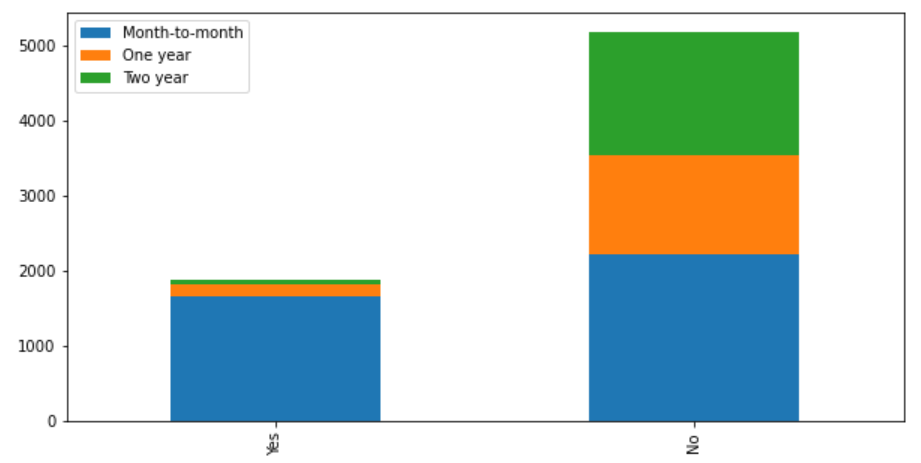 Month-to-month
One year
Two year
5000
4000
3000
2000
1000
0
Yes
No